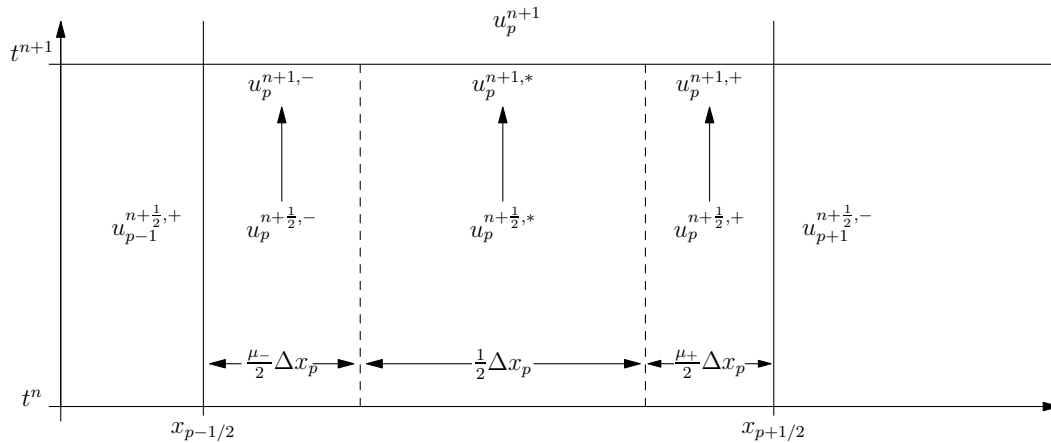 u_p^{n+1}
t^{n+1}
u_p^{n+1,-} u_p^{n+1,*} u_p^{n+1,+}
u_{p-1}^{n+\frac{1}{2},+} u_p^{n+\frac{1}{2},-} u_p^{n+\frac{1}{2},*} u_p^{n+\frac{1}{2},+} u_{p+1}^{n+\frac{1}{2},-}
\frac{\mu_-}{2}\Delta x_p \frac{1}{2}\Delta x_p \frac{\mu_+}{2}\Delta x_p
t^n
x_{p-1/2} x_{p+1/2}